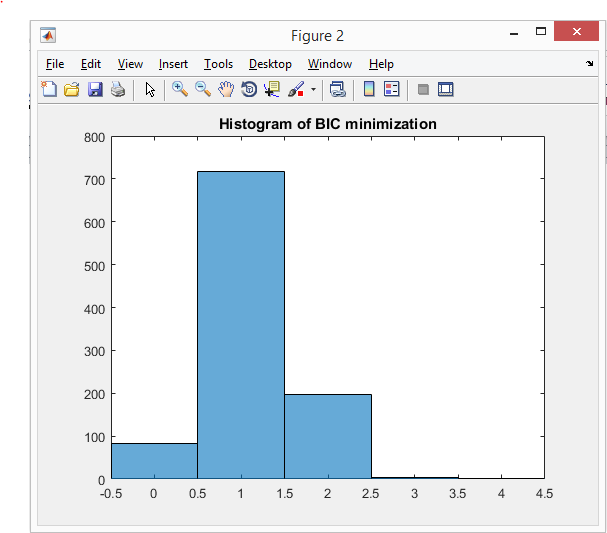 Figure 2
File Edit View Insert Tools Desktop Window Help
Histogram of BIC minimization
800
700
600
500
400
300
200
100
0
-0.5 0 0.5 1 1.5 2 2.5 3 3.5 4 4.5